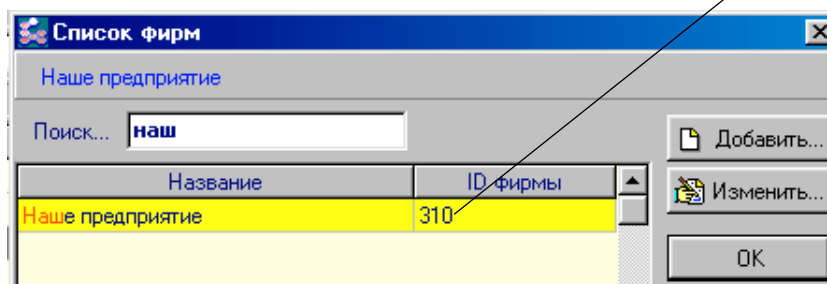 Список фирм
Наше предприятие
Поиск... наш
Добавить...
Название ID фирмы
Изменить...
Наше предприятие 310
OK